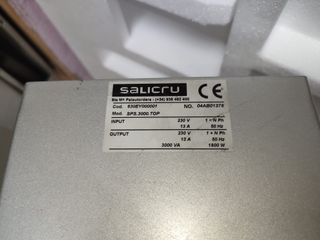 SALICRU CE
Sta Mª Palautordera - (+34) 938 482 400
Cod. 6308Y000001 NO. 04AB01378
Mod. SPS.3000.TOP
INPUT 230 V 1 + N Ph
13 A 50 Hz
OUTPUT 230 V 1 + N Ph
13 A 50 Hz
3000 VA 1800 W